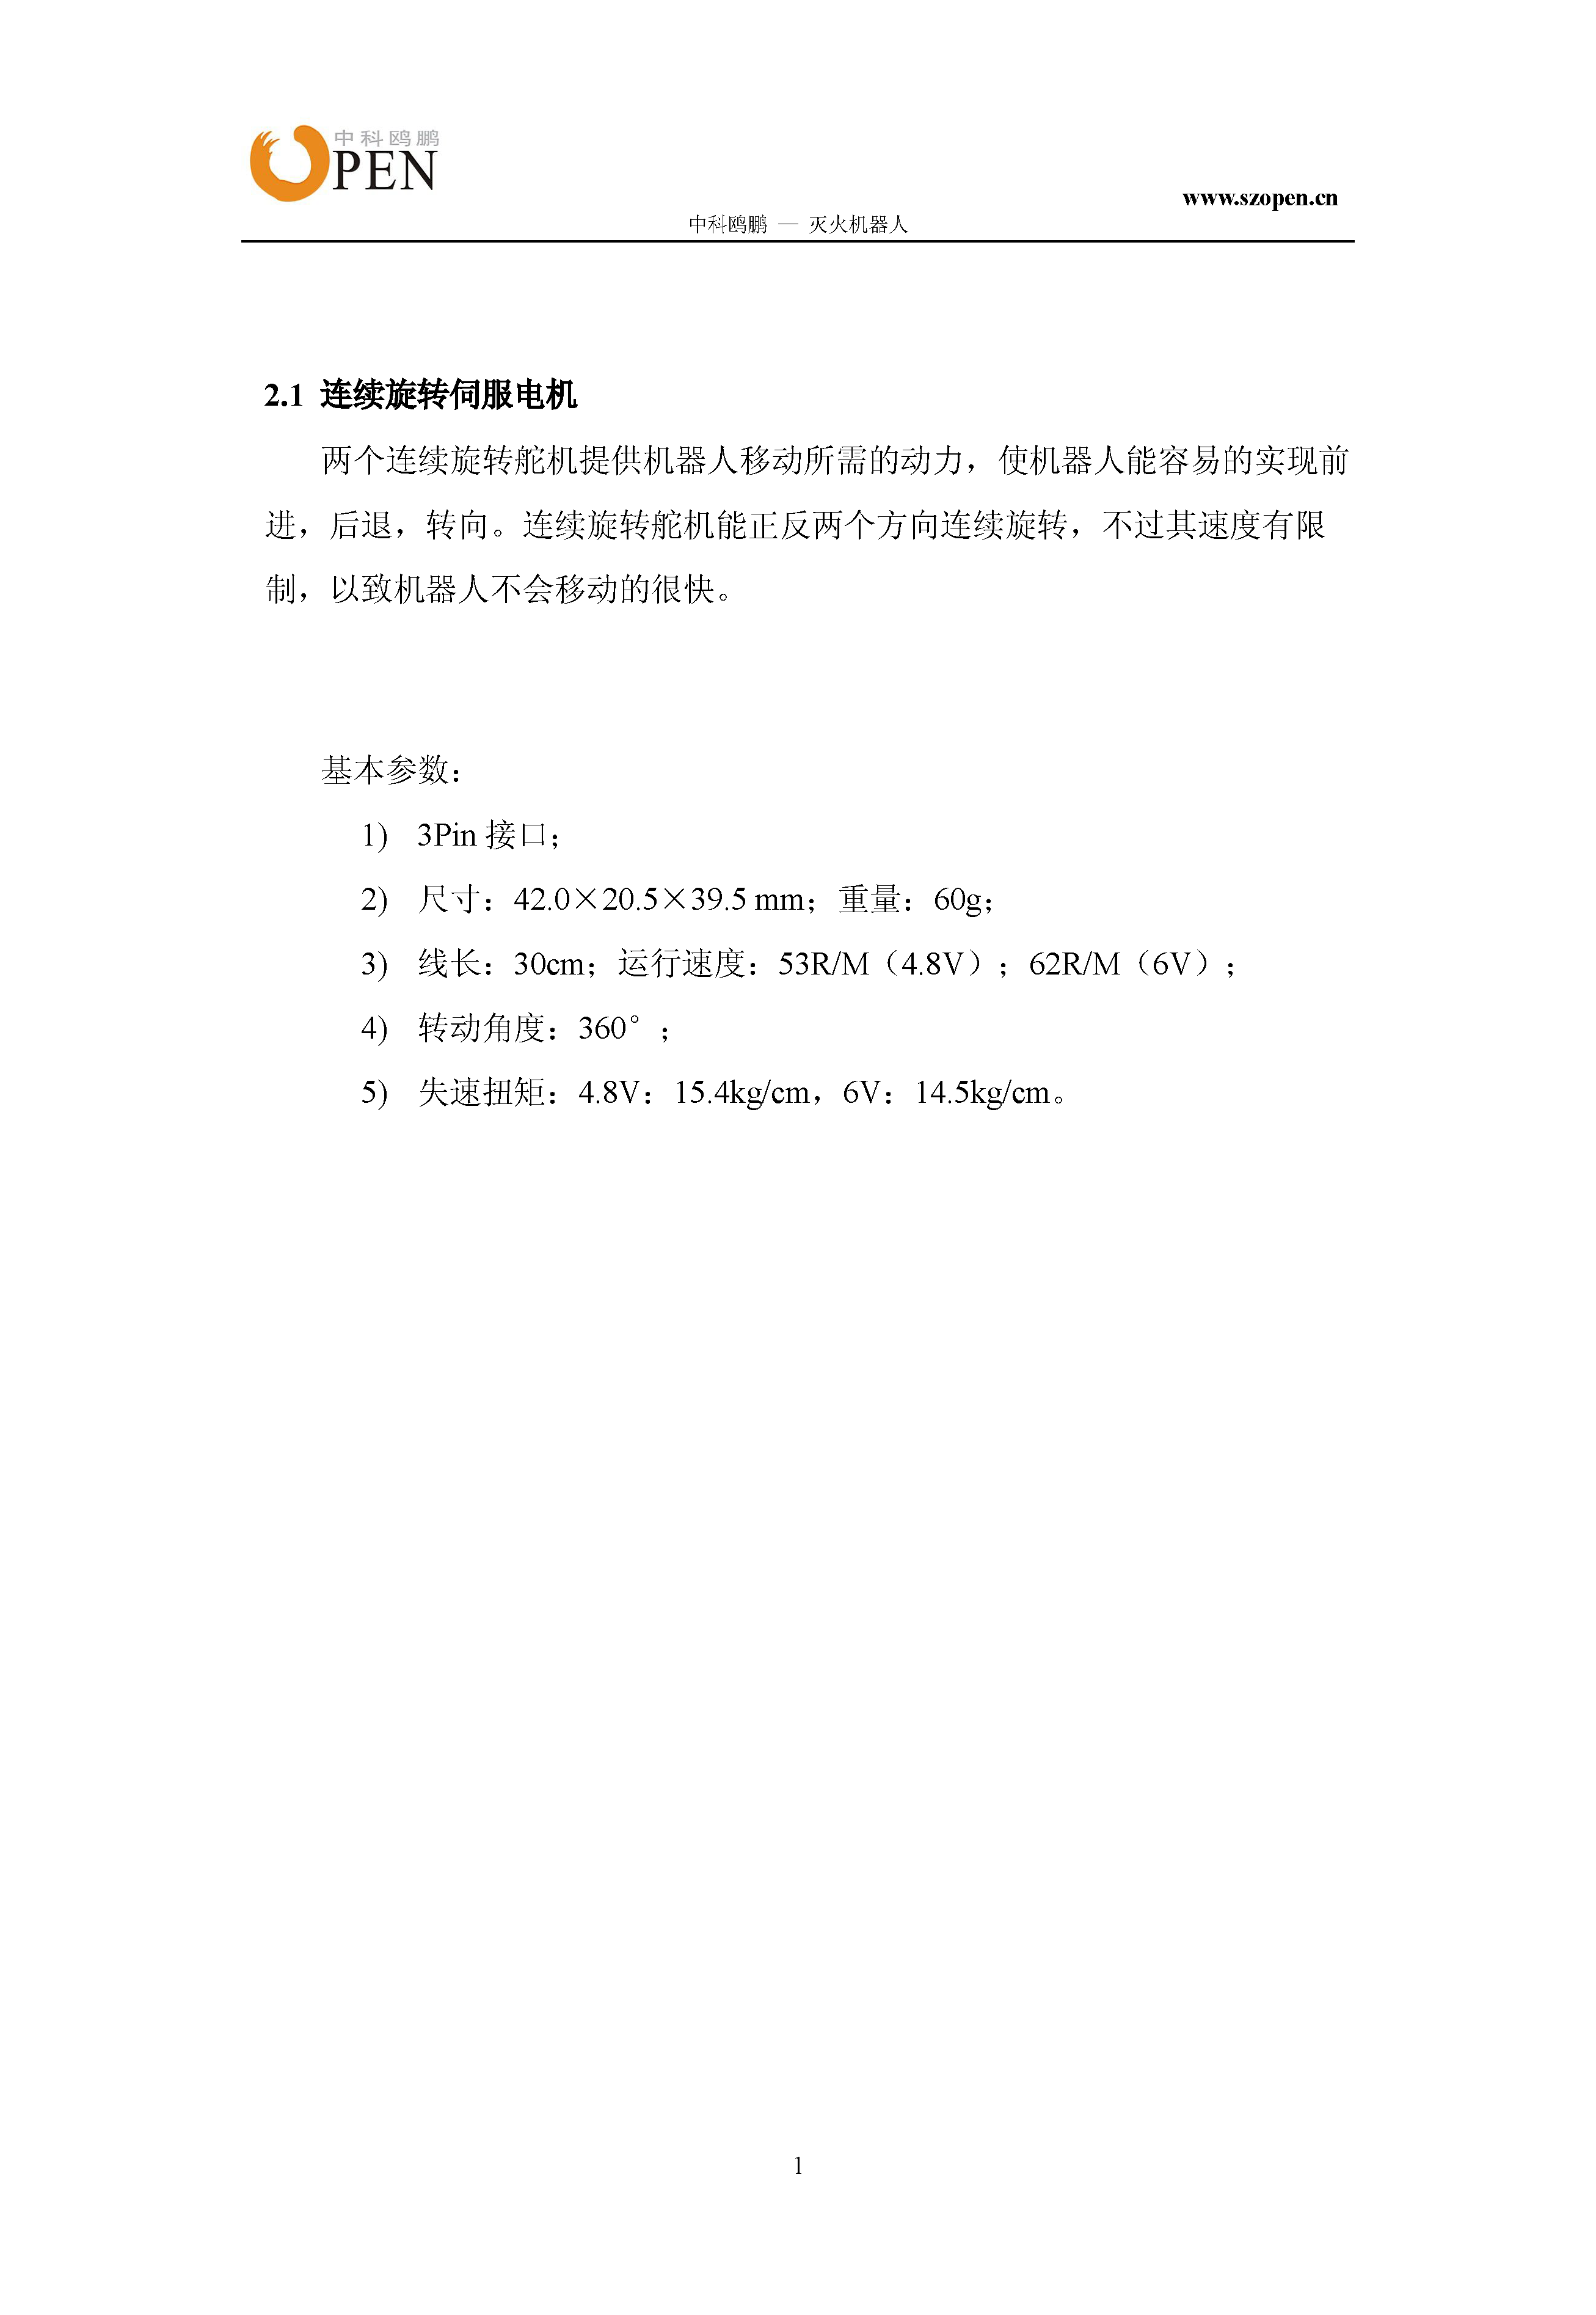 中科鸥鹏
OPEN
www.szopen.cn
中科鸥鹏 — 灭火机器人
2.1 连续旋转伺服电机
两个连续旋转舵机提供机器人移动所需的动力，使机器人能容易的实现前
进，后退，转向。连续旋转舵机能正反两个方向连续旋转，不过其速度有限
制，以致机器人不会移动的很快。
基本参数：
1) 3Pin 接口；
2) 尺寸：42.0×20.5×39.5 mm；重量：60g；
3) 线长：30cm；运行速度：53R/M（4.8V）；62R/M（6V）；
4) 转动角度：360°；
5) 失速扭矩：4.8V：15.4kg/cm，6V：14.5kg/cm。
1